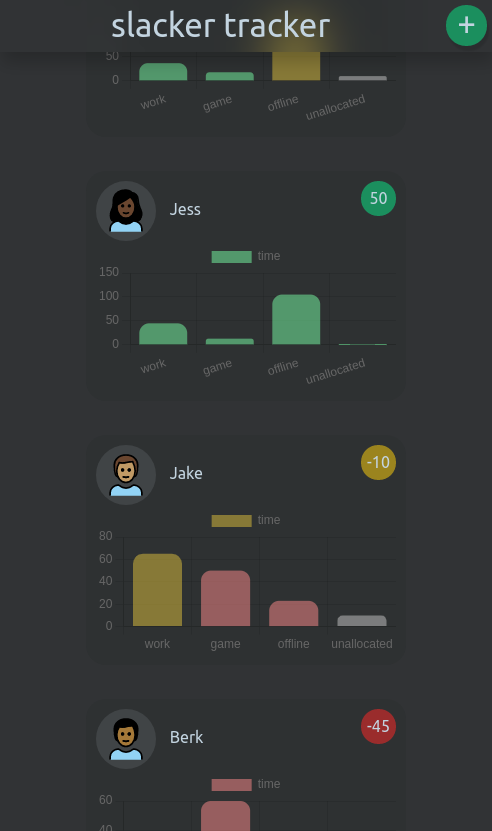 slacker tracker
+
50
0
work game offline unallocated
Jess
50
time
150
100
50
0
work game offline unallocated
Jake
-10
time
80
60
40
20
0
work game offline unallocated
Berk
-45
time
60
40